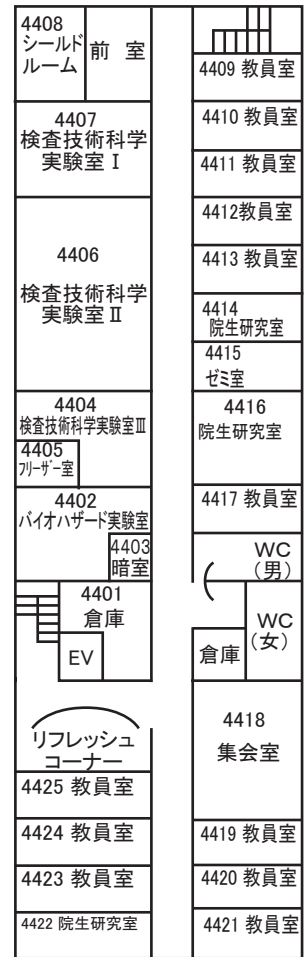 4408
シールド
ルーム
前 室
4407
検査技術科学
実験室 Ⅰ
4406
検査技術科学
実験室 Ⅱ
4404
検査技術科学実験室Ⅲ
4405
フリーザー室
4402
バイオハザード実験室
4403
暗室
4401
倉庫
EV
リフレッシュ
コーナー
4425 教員室
4424 教員室
4423 教員室
4422 院生研究室
4409 教員室
4410 教員室
4411 教員室
4412教員室
4413 教員室
4414
院生研究室
4415
ゼミ室
4416
院生研究室
4417 教員室
WC
(男)
WC
(女)
倉庫
4418
集会室
4419 教員室
4420 教員室
4421 教員室